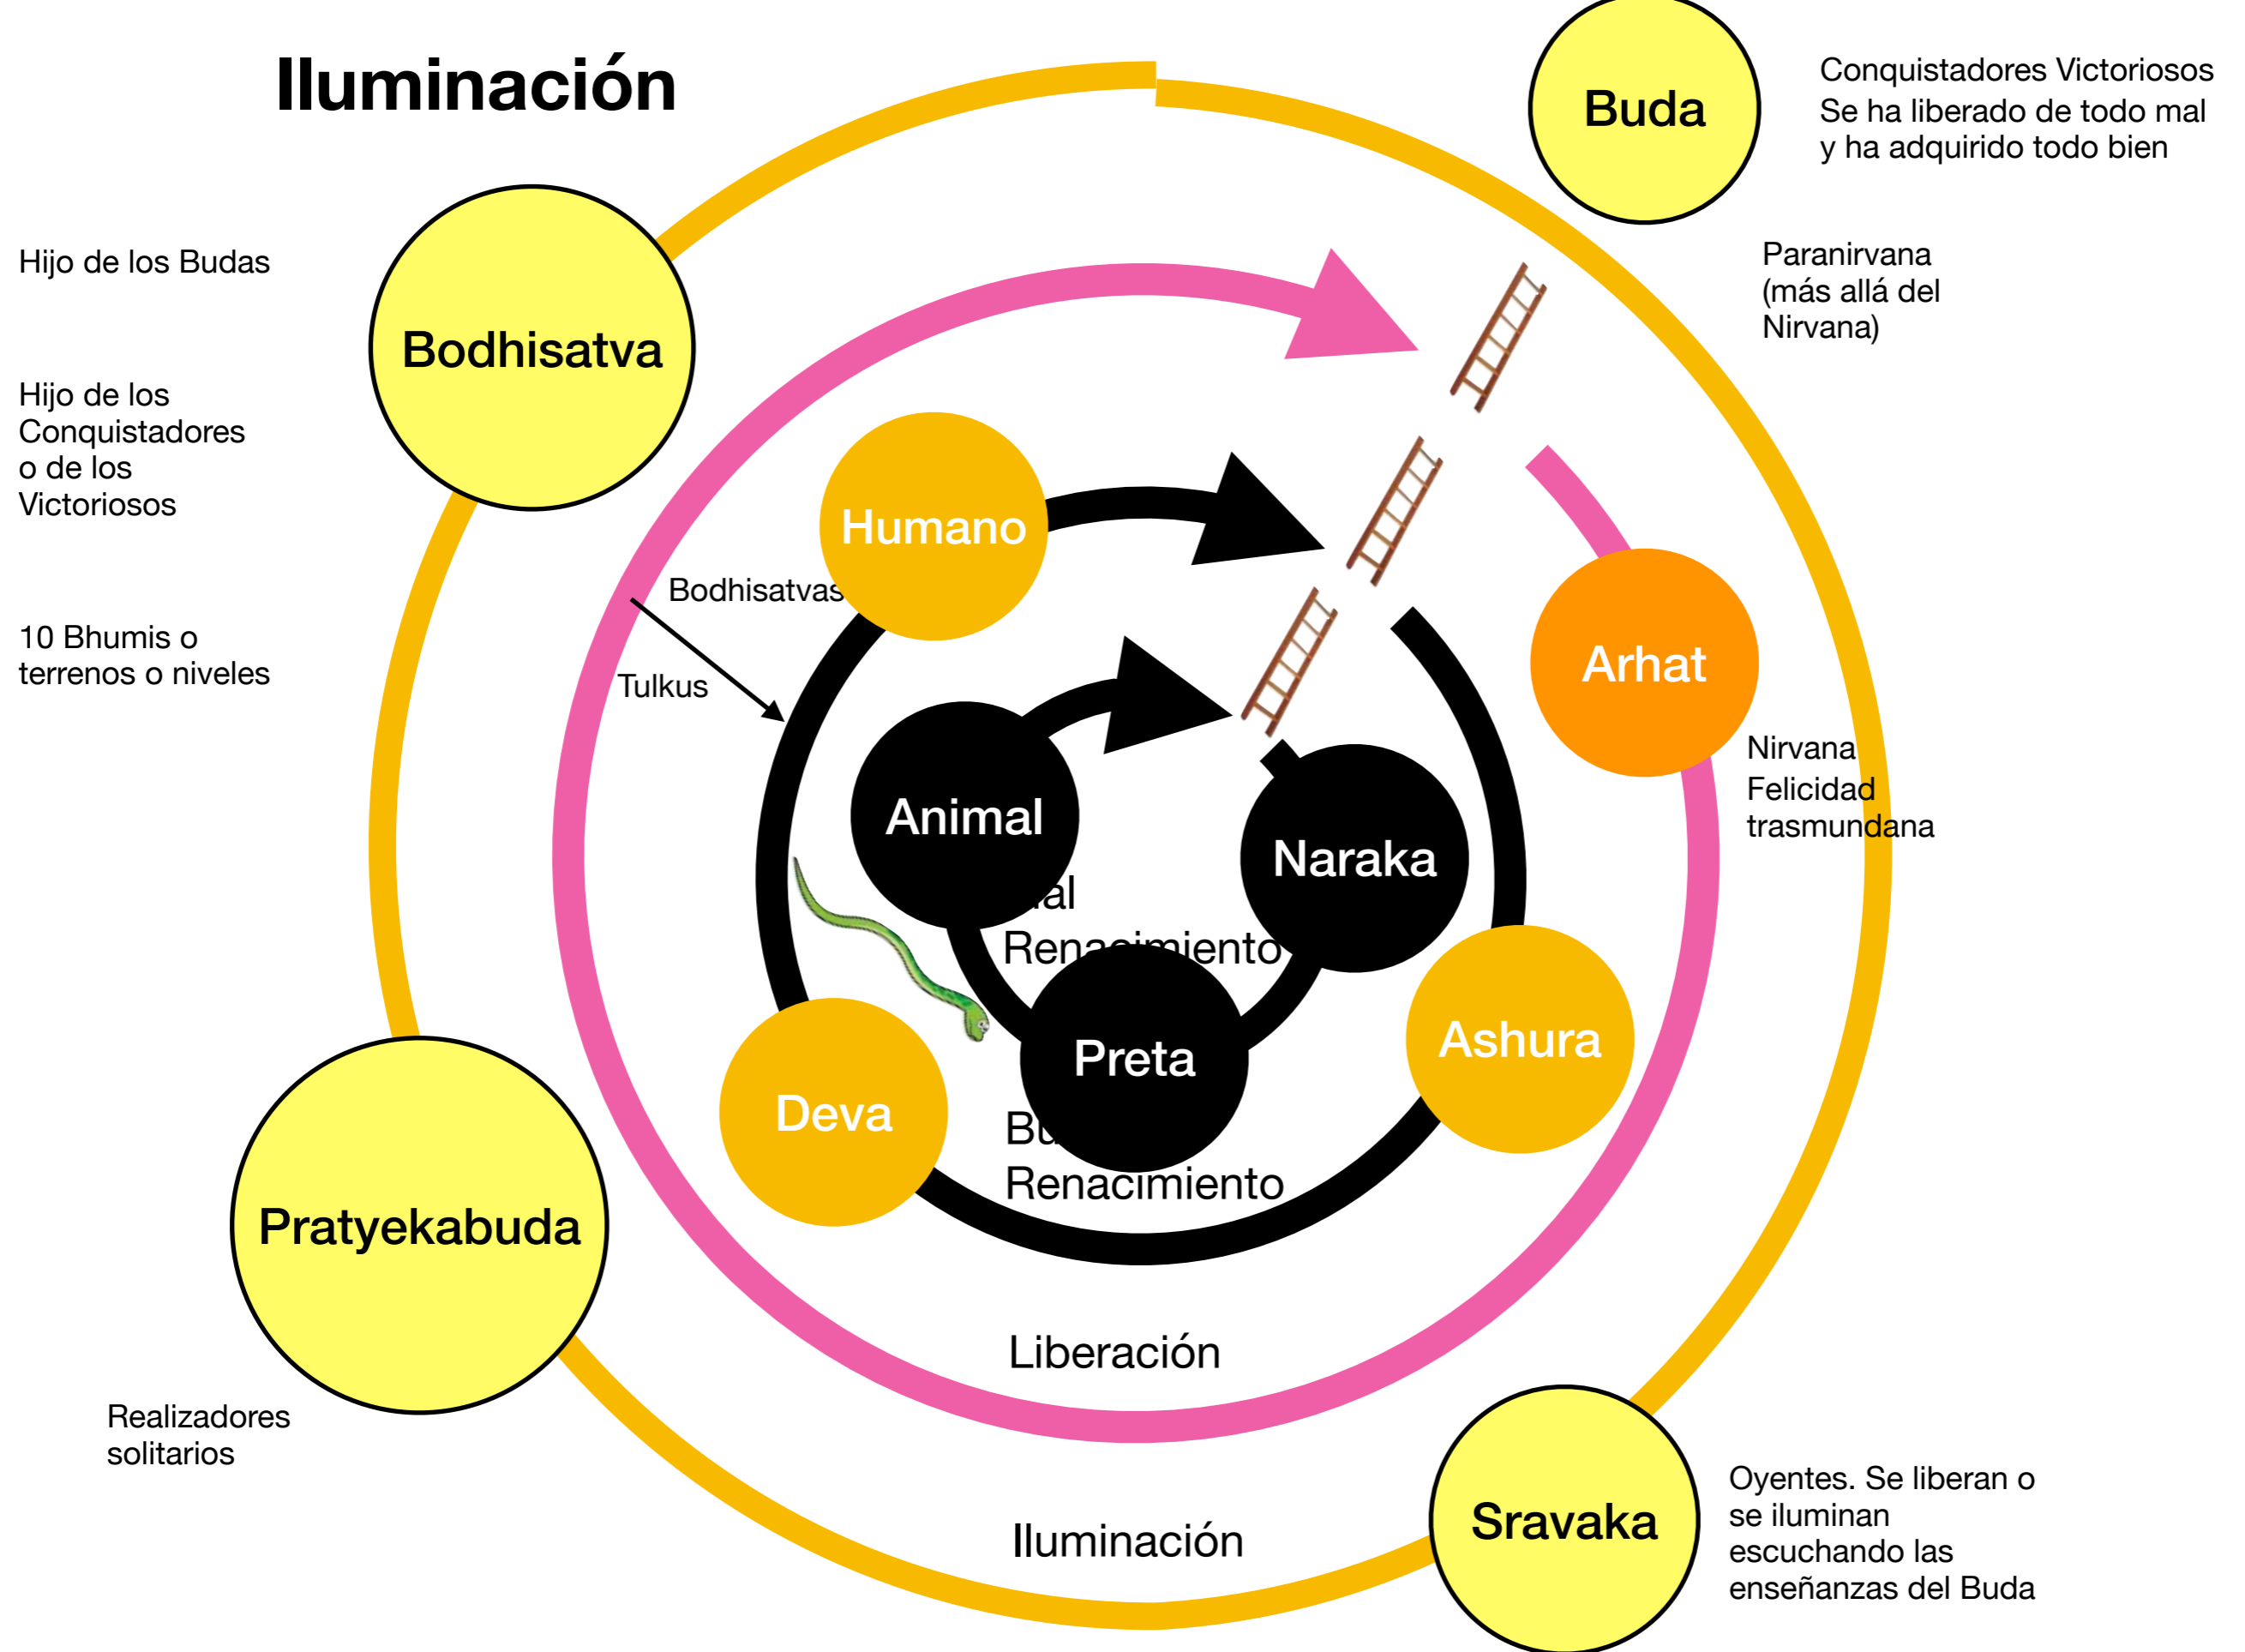 Iluminación
Buda
Conquistadores Victoriosos
Se ha liberado de todo mal
y ha adquirido todo bien
Paranirvana
(más allá del
Nirvana)
Hijo de los Budas
Bodhisatva
Hijo de los
Conquistadores
o de los
Victoriosos
10 Bhumis o
terrenos o niveles
Humano
Bodhisatvas
Tulkus
Arhat
Nirvana
Felicidad
trasmundana
Animal
Naraka
Renacimiento
Preta
Ashura
Deva
Renacimiento
Pratyekabuda
Realizadores
solitarios
Liberación
Iluminación
Sravaka
Oyentes. Se liberan o
se iluminan
escuchando las
enseñanzas del Buda